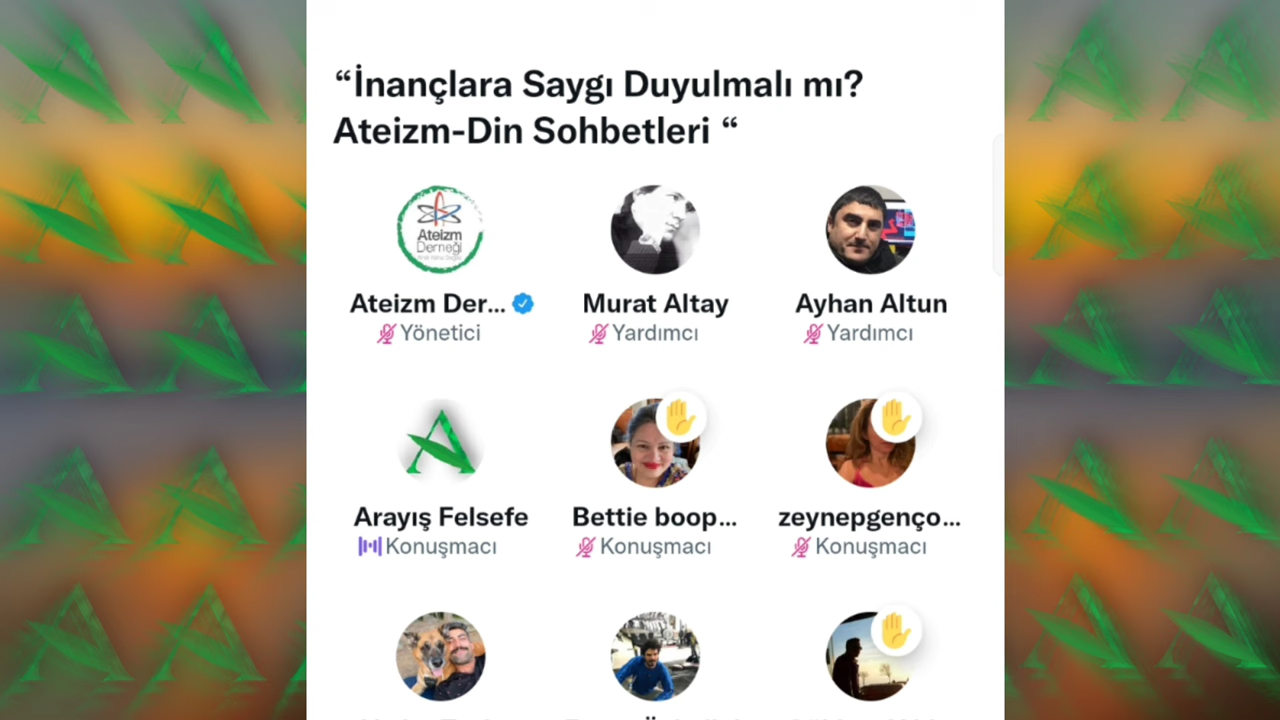 “İnançlara Saygı Duyulmalı mı?
Ateizm-Din Sohbetleri “
Ateizm
Derneği
Ateizm Der...
Murat Altay
Ayhan Altun
Yönetici
Yardımcı
Yardımcı
Arayış Felsefe
Bettie boop...
zeynepgenço...
Konuşmacı
Konuşmacı
Konuşmacı